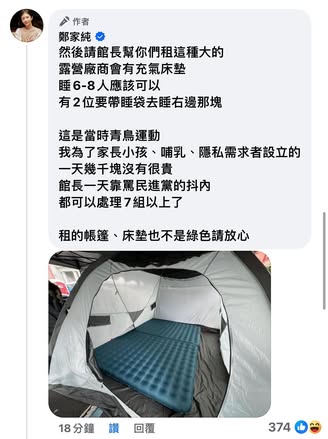 作者
鄭家純
然後請館長幫你們租這種大的
露營廠商會有充氣床墊
睡6-8人應該可以
有2位要帶睡袋去睡右邊那塊
這是當時青鳥運動
我為了家長小孩、哺乳、隱私需求者設立的
一天幾千塊沒有很貴
館長一天靠罵民進黨的抖內
都可以處理7組以上了
租的帳篷、床墊也不是綠色請放心
18分鐘 讚 回覆 374